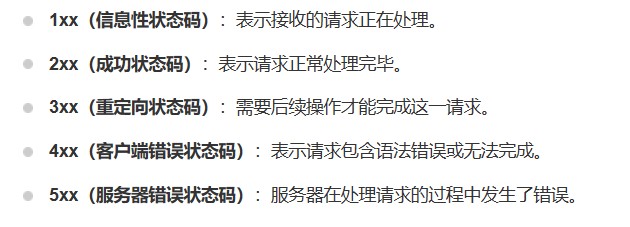 1xx（信息性状态码）：表示接收的请求正在处理。
2xx（成功状态码）：表示请求正常处理完毕。
3xx（重定向状态码）：需要后续操作才能完成这一请求。
4xx（客户端错误状态码）：表示请求包含语法错误或无法完成。
5xx（服务器错误状态码）：服务器在处理请求的过程中发生了错误。